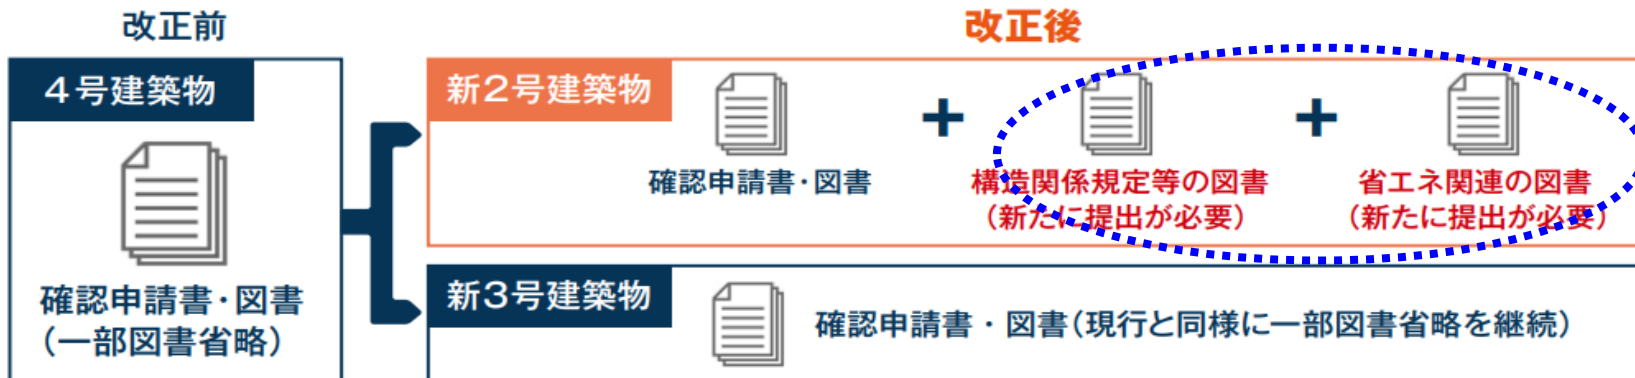 改正前
4号建築物
確認申請書・図書
(一部図書省略)
改正後
新2号建築物
確認申請書・図書
+
構造関係規定等の図書
(新たに提出が必要)
+
省エネ関連の図書
(新たに提出が必要)
新3号建築物
確認申請書・図書(現行と同様に一部図書省略を継続)